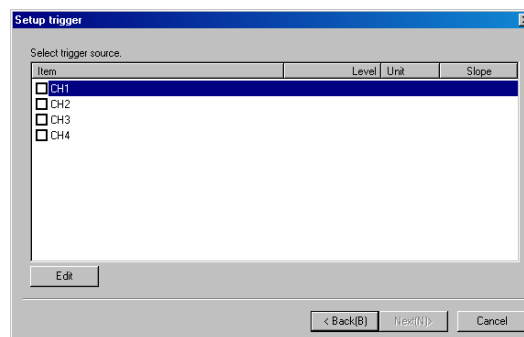 Setup trigger
Select trigger source.
Item Level Unit Slope
CH1
CH2
CH3
CH4
Edit
< Back(B) Next(N)> Cancel